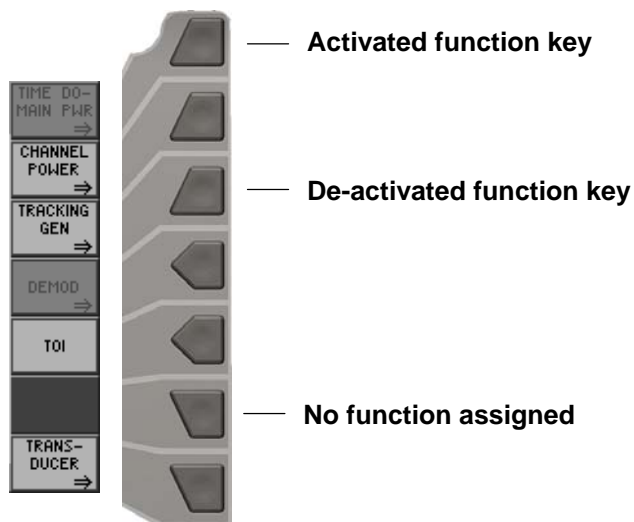 Activated function key
TIME DO-
MAIN PWR
⇒
CHANNEL
POWER
⇒
De-activated function key
TRACKING
GEN
⇒
DEMOD
⇒
TOI
No function assigned
TRANS-
DUCER
⇒